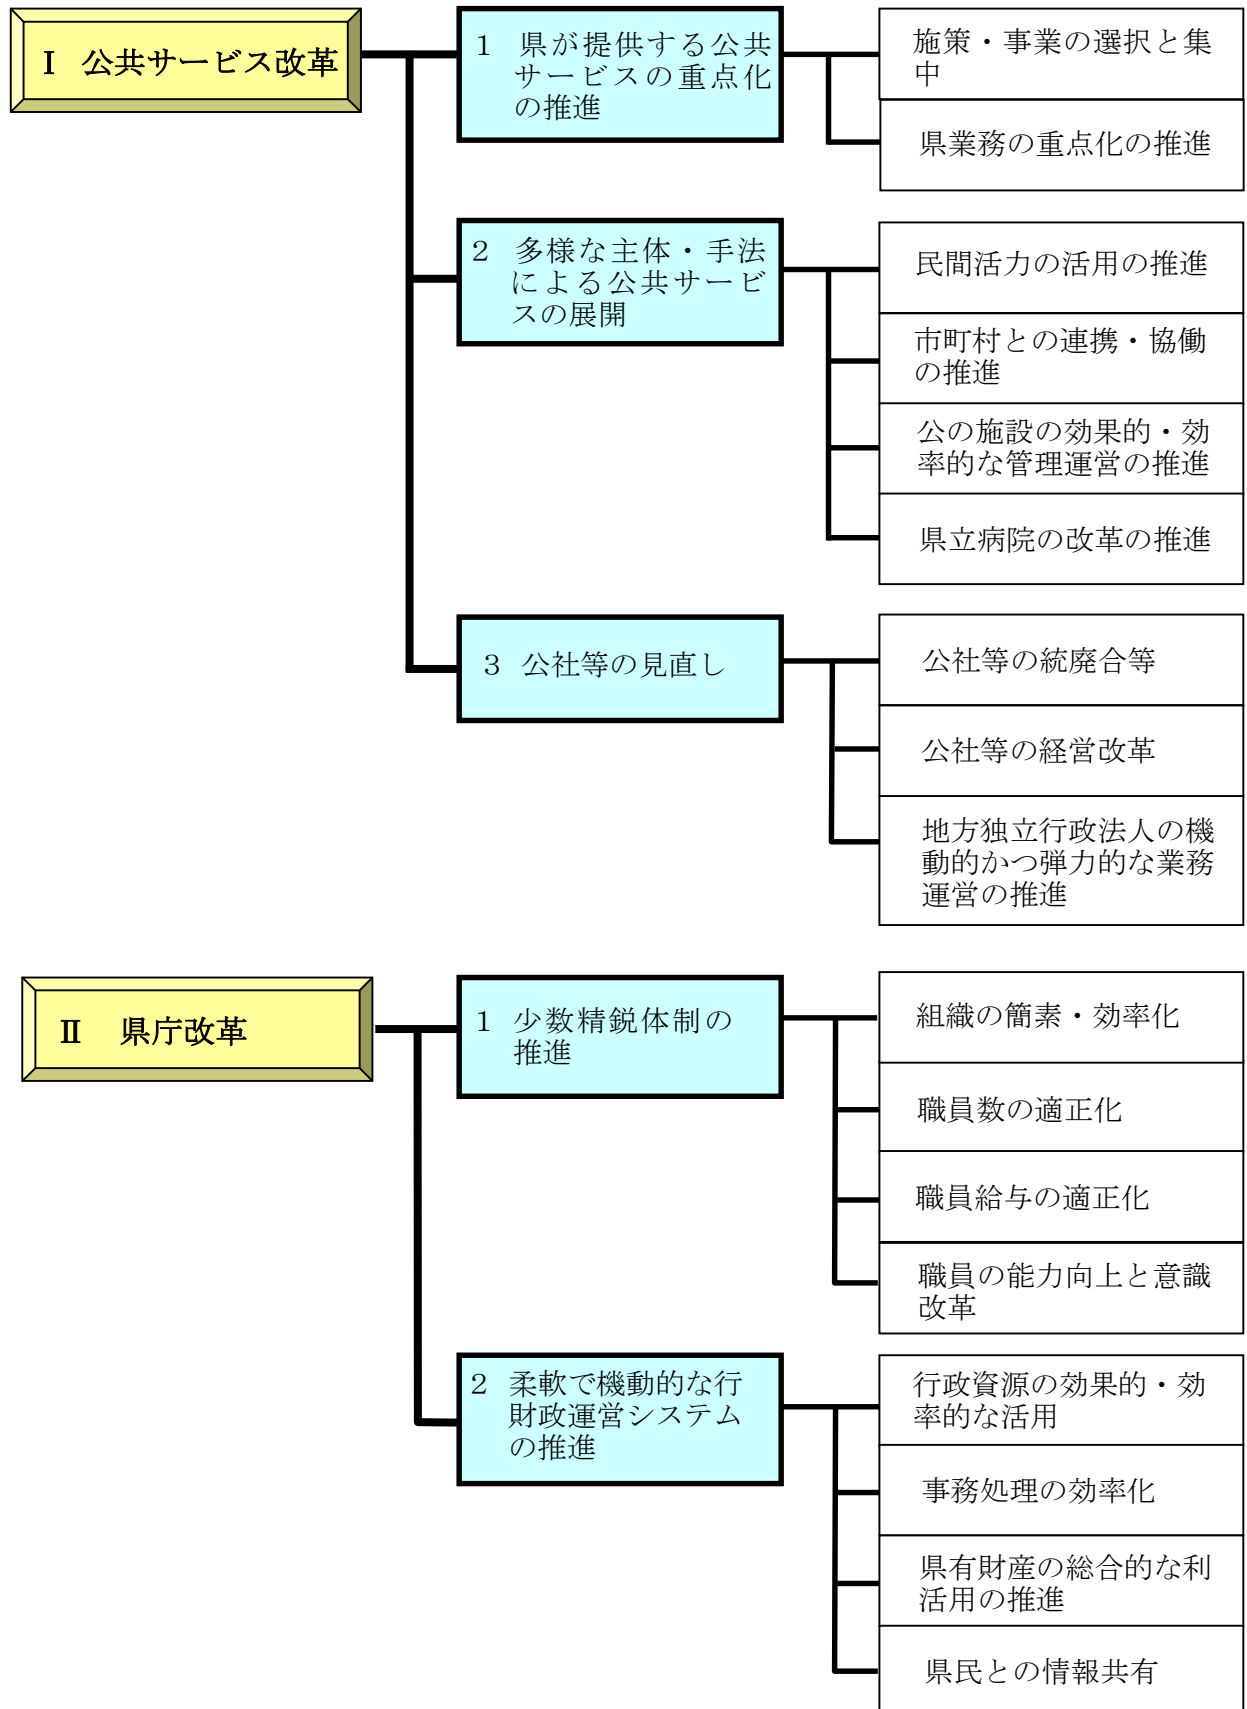 Ⅰ 公共サービス改革
1 県が提供する公共
サービスの重点化
の推進
施策・事業の選択と集
中
県業務の重点化の推進
2 多様な主体・手法
による公共サービ
スの展開
民間活力の活用の推進
市町村との連携・協働
の推進
公の施設の効果的・効
率的な管理運営の推進
県立病院の改革の推進
3 公社等の見直し
公社等の統廃合等
公社等の経営改革
地方独立行政法人の機
動的かつ弾力的な業務
運営の推進
Ⅱ 県庁改革
1 少数精鋭体制の
推進
組織の簡素・効率化
職員数の適正化
職員給与の適正化
職員の能力向上と意識
改革
2 柔軟で機動的な行
財政運営システム
の推進
行政資源の効果的・効
率的な活用
事務処理の効率化
県有財産の総合的な利
活用の推進
県民との情報共有